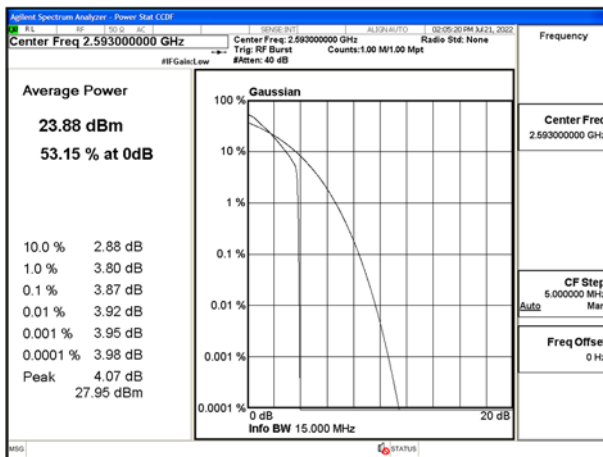 Agilent Spectrum Analyzer - Power Stat CCDF
RL RF 50 Ω AC SENSE:INT ALIGNAUTO 02:05:20 PM Jul 21, 2022
Center Freq 2.593000000 GHz
Center Freq: 2.593000000 GHz Radio Std: None
Trig: RF Burst Counts:1.00 M/1.00 Mpt
#IFGain:Low #Atten: 40 dB
Frequency
Average Power
23.88 dBm
53.15 % at 0dB
10.0 % 2.88 dB
1.0 % 3.80 dB
0.1 % 3.87 dB
0.01 % 3.92 dB
0.001 % 3.95 dB
0.0001 % 3.98 dB
Peak 4.07 dB
27.95 dBm
Gaussian
100 %
10 %
1 %
0.1 %
0.01 %
0.001 %
0.0001 %
0 dB 20 dB
Info BW 15.000 MHz
Center Freq
2.593000000 GHz
CF Step
5.000000 MHz
Auto Man
Freq Offset
0 Hz
MSG STATUS